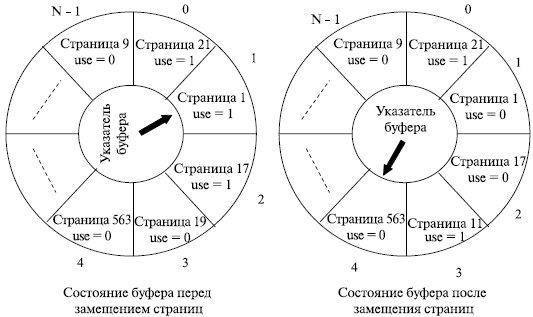 N – 1
0
Страница 9
use = 0
Страница 21
use = 1
1
Страница 1
use = 1
Указатель
буфера
Страница 17
use = 1
2
Страница 563
use = 0
Страница 19
use = 0
4
3
Состояние буфера перед
замещением страниц
N – 1
0
Страница 9
use = 0
Страница 21
use = 1
1
Страница 1
use = 0
Указатель
буфера
Страница 17
use = 0
2
Страница 563
use = 0
Страница 11
use = 1
4
3
Состояние буфера после
замещения страниц